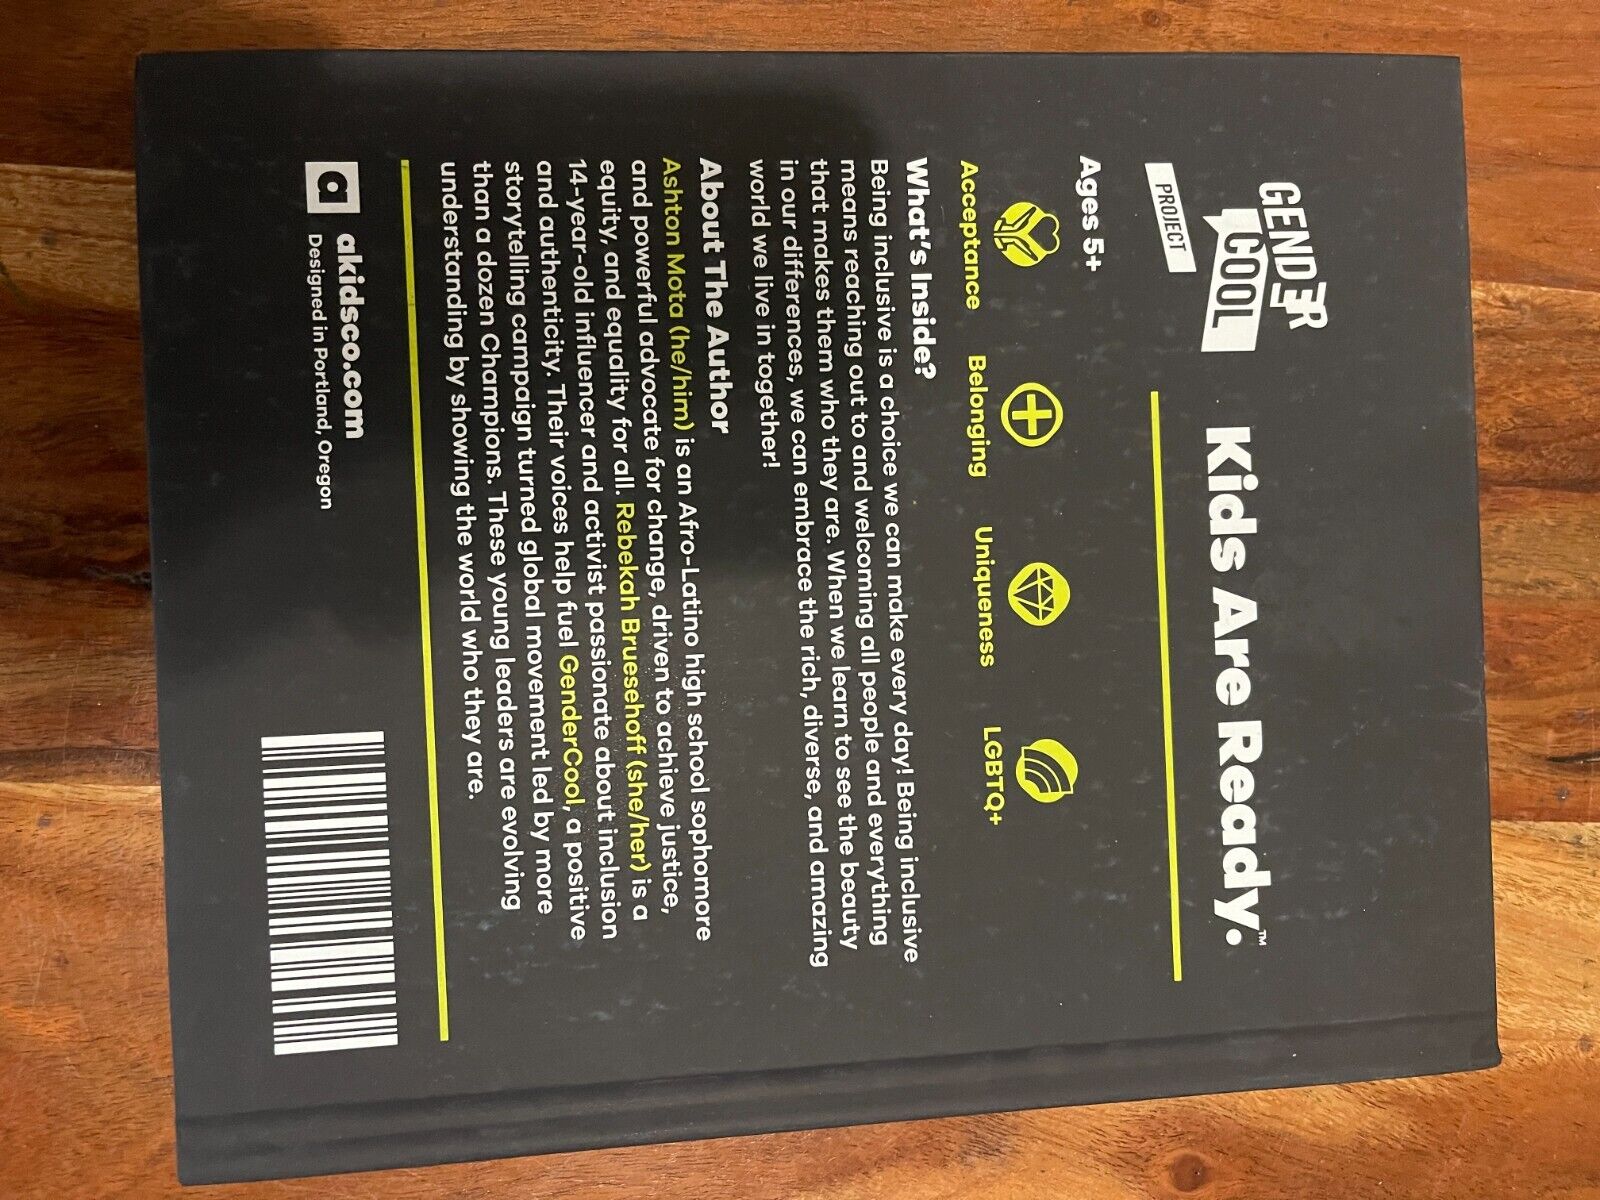 GENDER
COOL
PROJECT
Kids Are Ready.™
Ages 5+
Acceptance
Belonging
Uniqueness
LGBTQ+
What's Inside?
Being inclusive is a choice we can make every day! Being inclusive
means reaching out to and welcoming all people and everything
that makes them who they are. When we learn to see the beauty
in our differences, we can embrace the rich, diverse, and amazing
world we live in together!
About The Author
Ashton Mota (he/him) is an Afro-Latino high school sophomore
and powerful advocate for change, driven to achieve justice,
equity, and equality for all. Rebekah Bruesehoff (she/her) is a
14-year-old influencer and activist passionate about inclusion
and authenticity. Their voices help fuel GenderCool, a positive
storytelling campaign turned global movement led by more
than a dozen Champions. These young leaders are evolving
understanding by showing the world who they are.
a
akidsco.com
Designed in Portland, Oregon